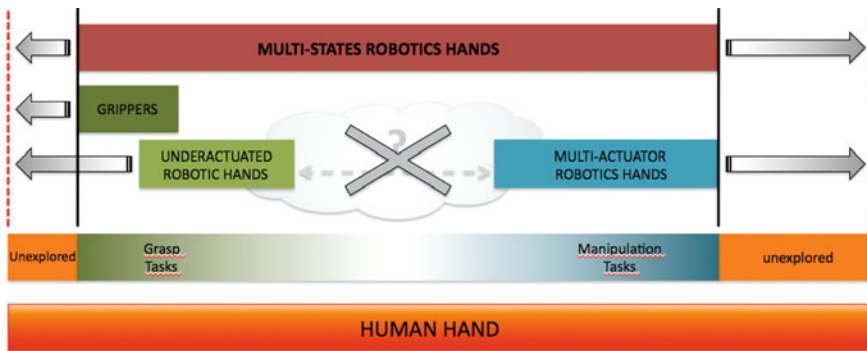 MULTI-STATES ROBOTICS HANDS
GRIPPERS
?
UNDERACTUATED
ROBOTIC HANDS
MULTI-ACTUATOR
ROBOTICS HANDS
Unexplored
Grasp
Tasks
Manipulation
Tasks
unexplored
HUMAN HAND